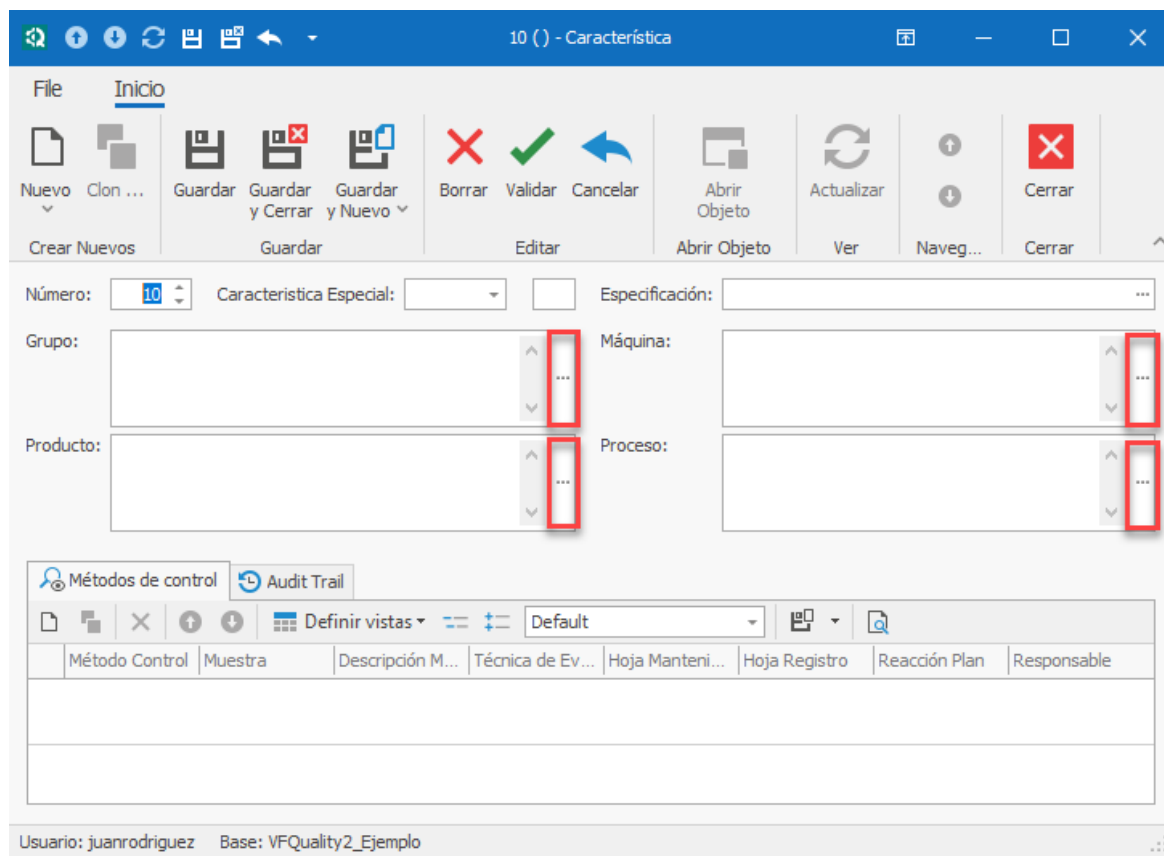 10 ( ) - Característica
File Inicio
Nuevo Clon ... Guardar Guardar y Cerrar Guardar y Nuevo Borrar Validar Cancelar Abrir Objeto Actualizar Cerrar
Crear Nuevos Guardar Editar Abrir Objeto Ver Naveg... Cerrar
Número: 10 Caracteristica Especial: Especificación: ...
Grupo: ... Máquina: ...
Producto: ... Proceso: ...
Métodos de control Audit Trail
Definir vistas Default
Método Control Muestra Descripción M... Técnica de Ev... Hoja Manteni... Hoja Registro Reacción Plan Responsable
Usuario: juanrodriguez Base: VFQuality2_Ejemplo